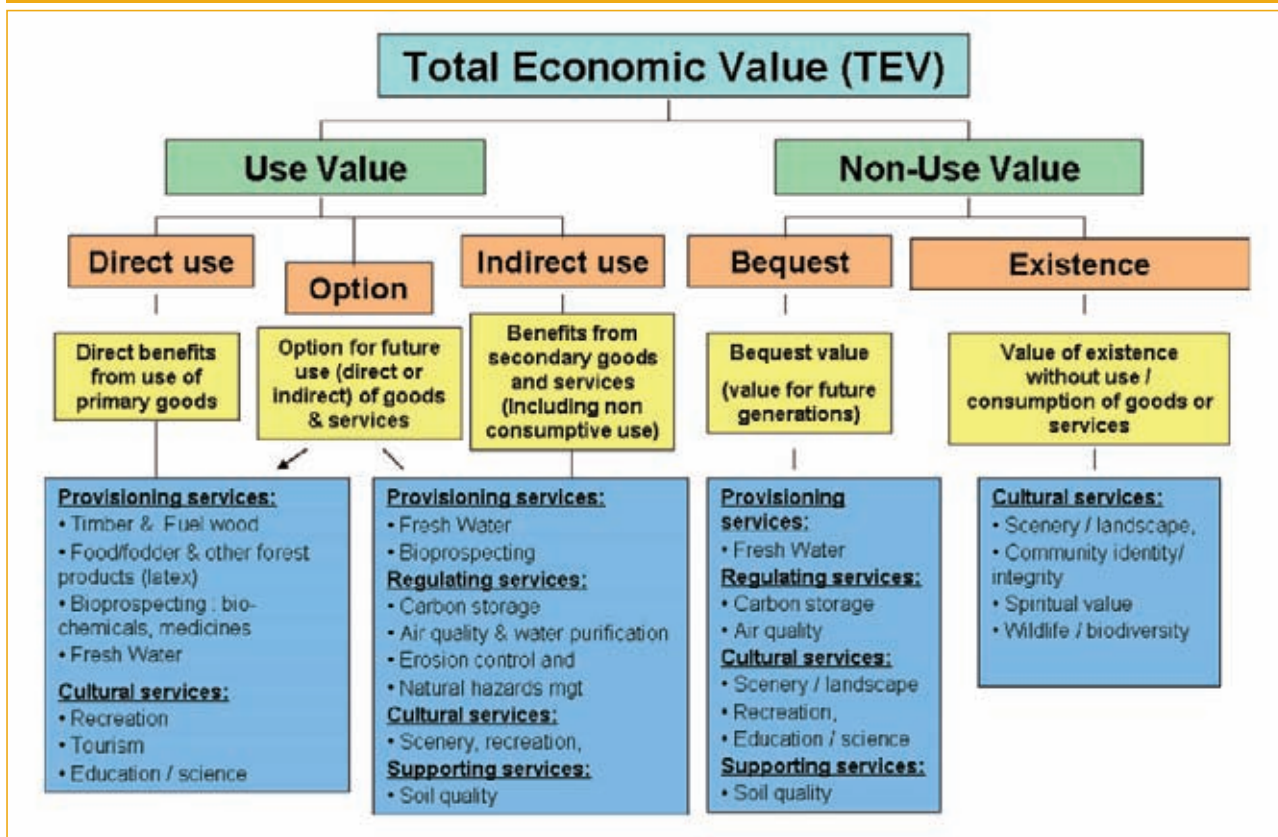 Total Economic Value (TEV)
Use Value
Non-Use Value
Direct use
Option
Indirect use
Bequest
Existence
Direct benefits
from use of
primary goods
Option for future
use (direct or
indirect) of goods
& services
Benefits from
secondary goods
and services
(including non
consumptive use)
Bequest value
(value for future
generations)
Value of existence
without use /
consumption of goods or
services
Provisioning services:
• Timber & Fuel wood
• Food/fodder & other forest
products (latex)
• Bioprospecting : bio-
chemicals, medicines
• Fresh Water
Cultural services:
• Recreation
• Tourism
• Education / science
Provisioning services:
• Fresh Water
• Bioprospecting
Regulating services:
• Carbon storage
• Air quality & water purification
• Erosion control and
• Natural hazards mgt
Cultural services:
• Scenery, recreation,
Supporting services:
• Soil quality
Provisioning
services:
• Fresh Water
Regulating services:
• Carbon storage
• Air quality
Cultural services:
• Scenery / landscape
• Recreation,
• Education / science
Supporting services:
• Soil quality
Cultural services:
• Scenery / landscape,
• Community identity/
integrity
• Spiritual value
• Wildlife / biodiversity